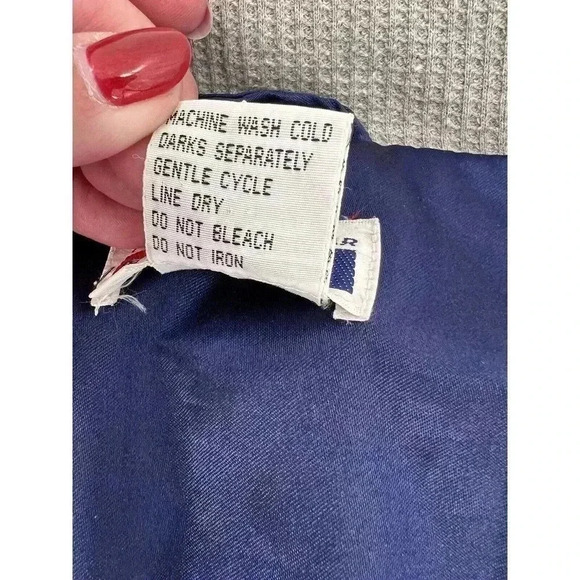 MACHINE WASH COLD
DARKS SEPARATELY
GENTLE CYCLE
LINE DRY
DO NOT BLEACH
DO NOT IRON